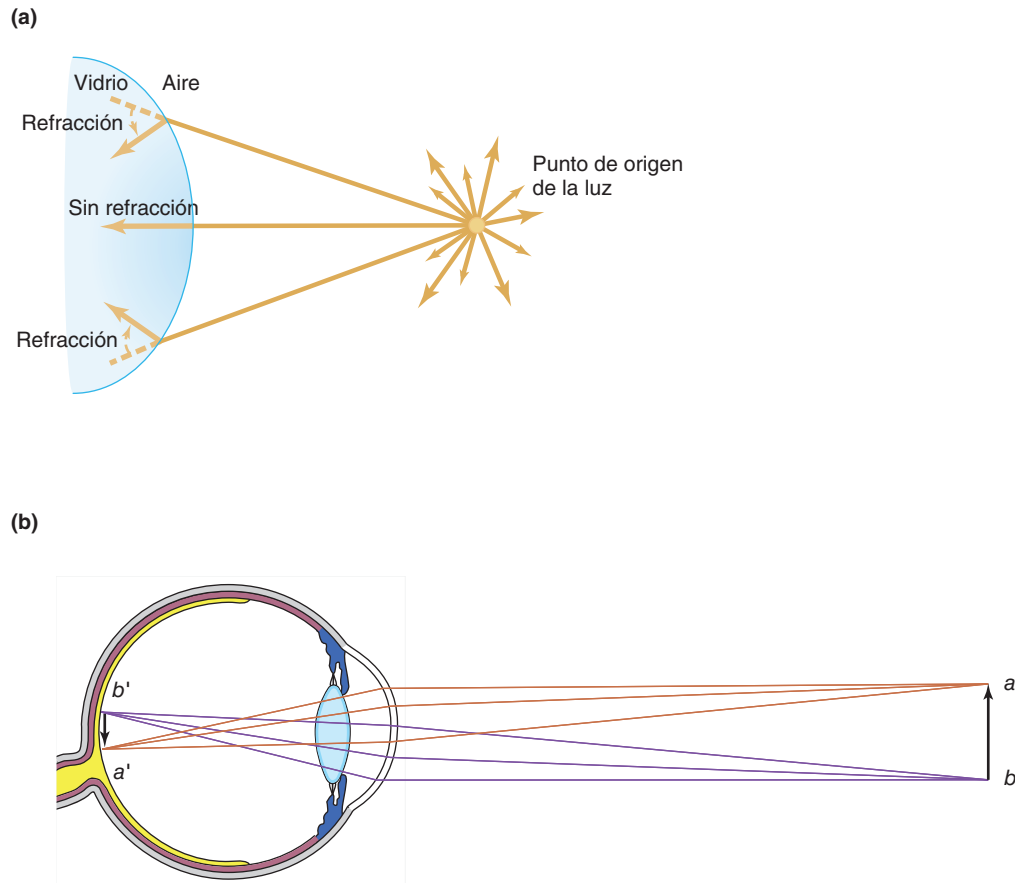 (a)
Vidrio Aire
Refracción
Punto de origen
de la luz
Sin refracción
Refracción
(b)
b'
a'
a
b